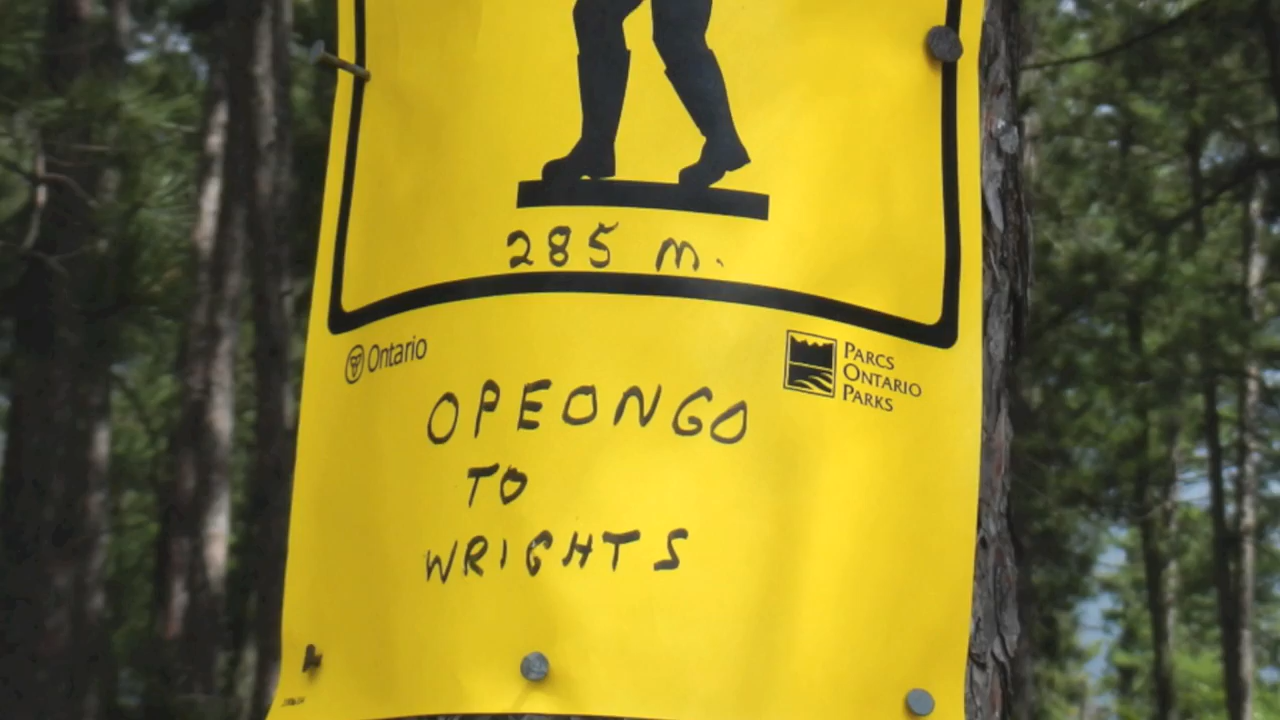 285 m.
Ontario
PARCS
ONTARIO
PARKS
OPEONGO
TO
WRIGHTS